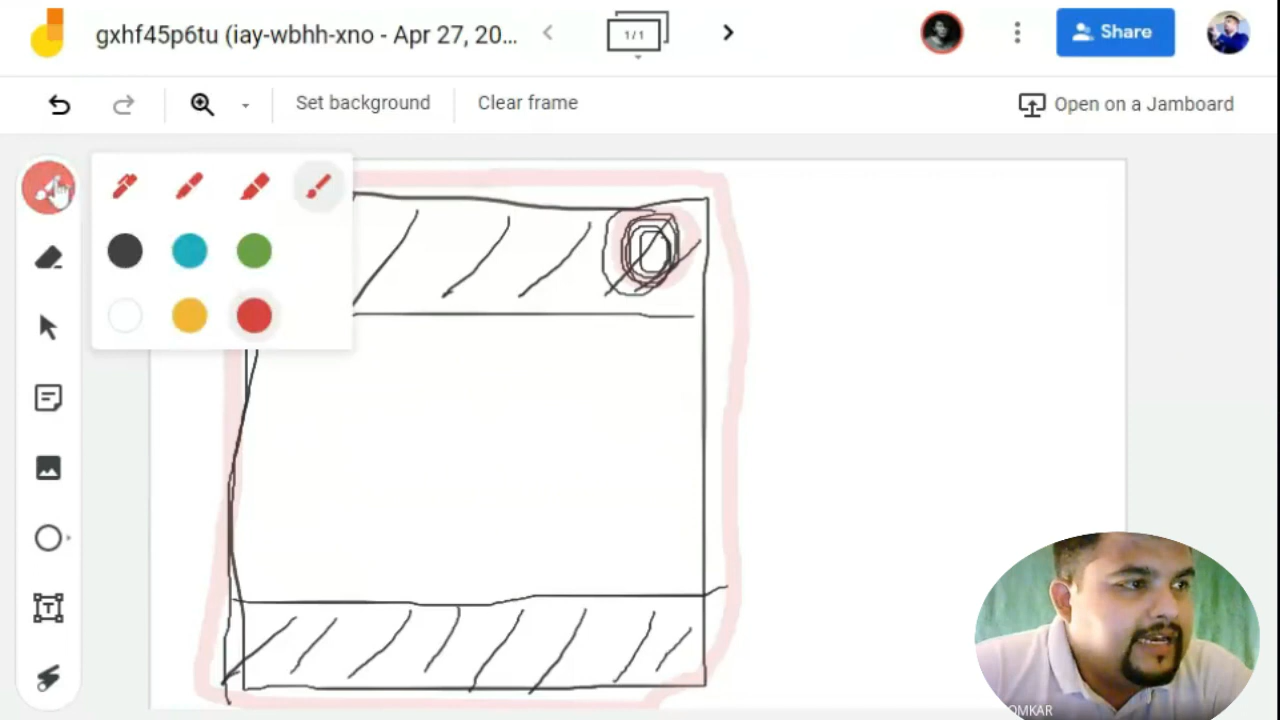 gxhf45p6tu (iay-wbhh-xno - Apr 27, 20...
1/1
Share
Set background
Clear frame
Open on a Jamboard
T
OMKAR